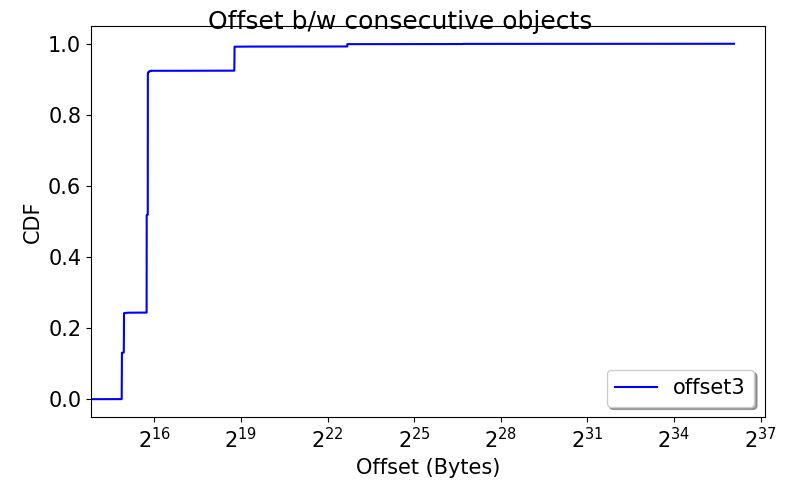 Offset b/w consecutive objects
1.0
0.8
0.6
0.4
0.2
0.0
CDF
2^16 2^19 2^22 2^25 2^28 2^31 2^34 2^37
Offset (Bytes)
offset3